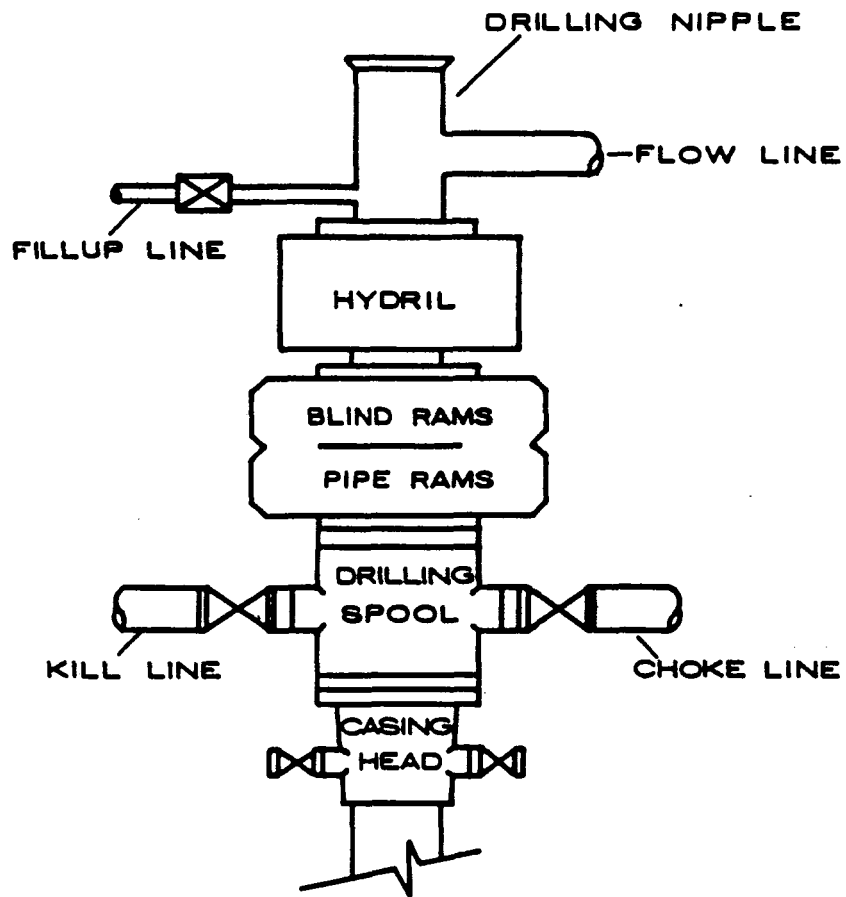 DRILLING NIPPLE
FLOW LINE
FILLUP LINE
HYDRIL
BLIND RAMS
PIPE RAMS
DRILLING
SPOOL
KILL LINE
CHOKE LINE
CASING
HEAD